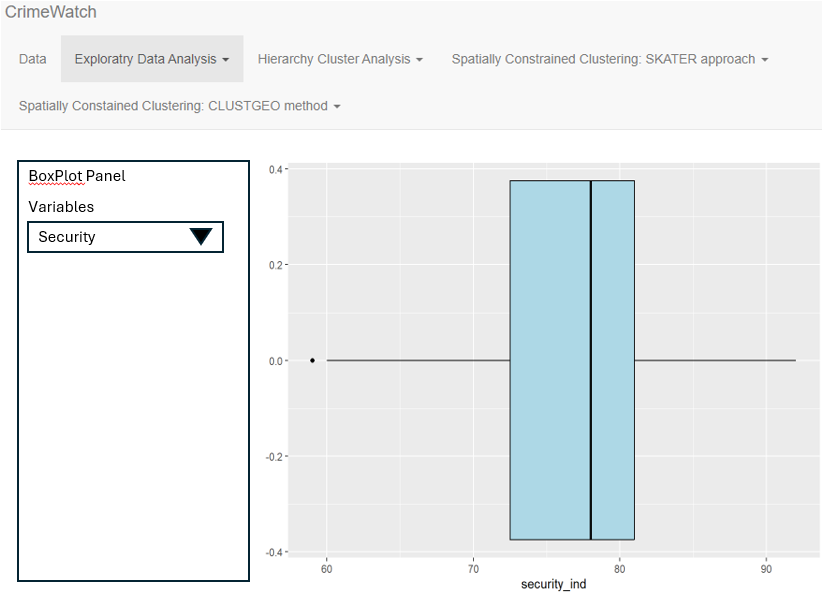 CrimeWatch
Data
Exploratry Data Analysis
Hierarchy Cluster Analysis
Spatially Constrained Clustering: SKATER approach
Spatially Constained Clustering: CLUSTGEO method
BoxPlot Panel
Variables
Security
0.4
0.2
0.0
-0.2
-0.4
60
70
80
90
security_ind